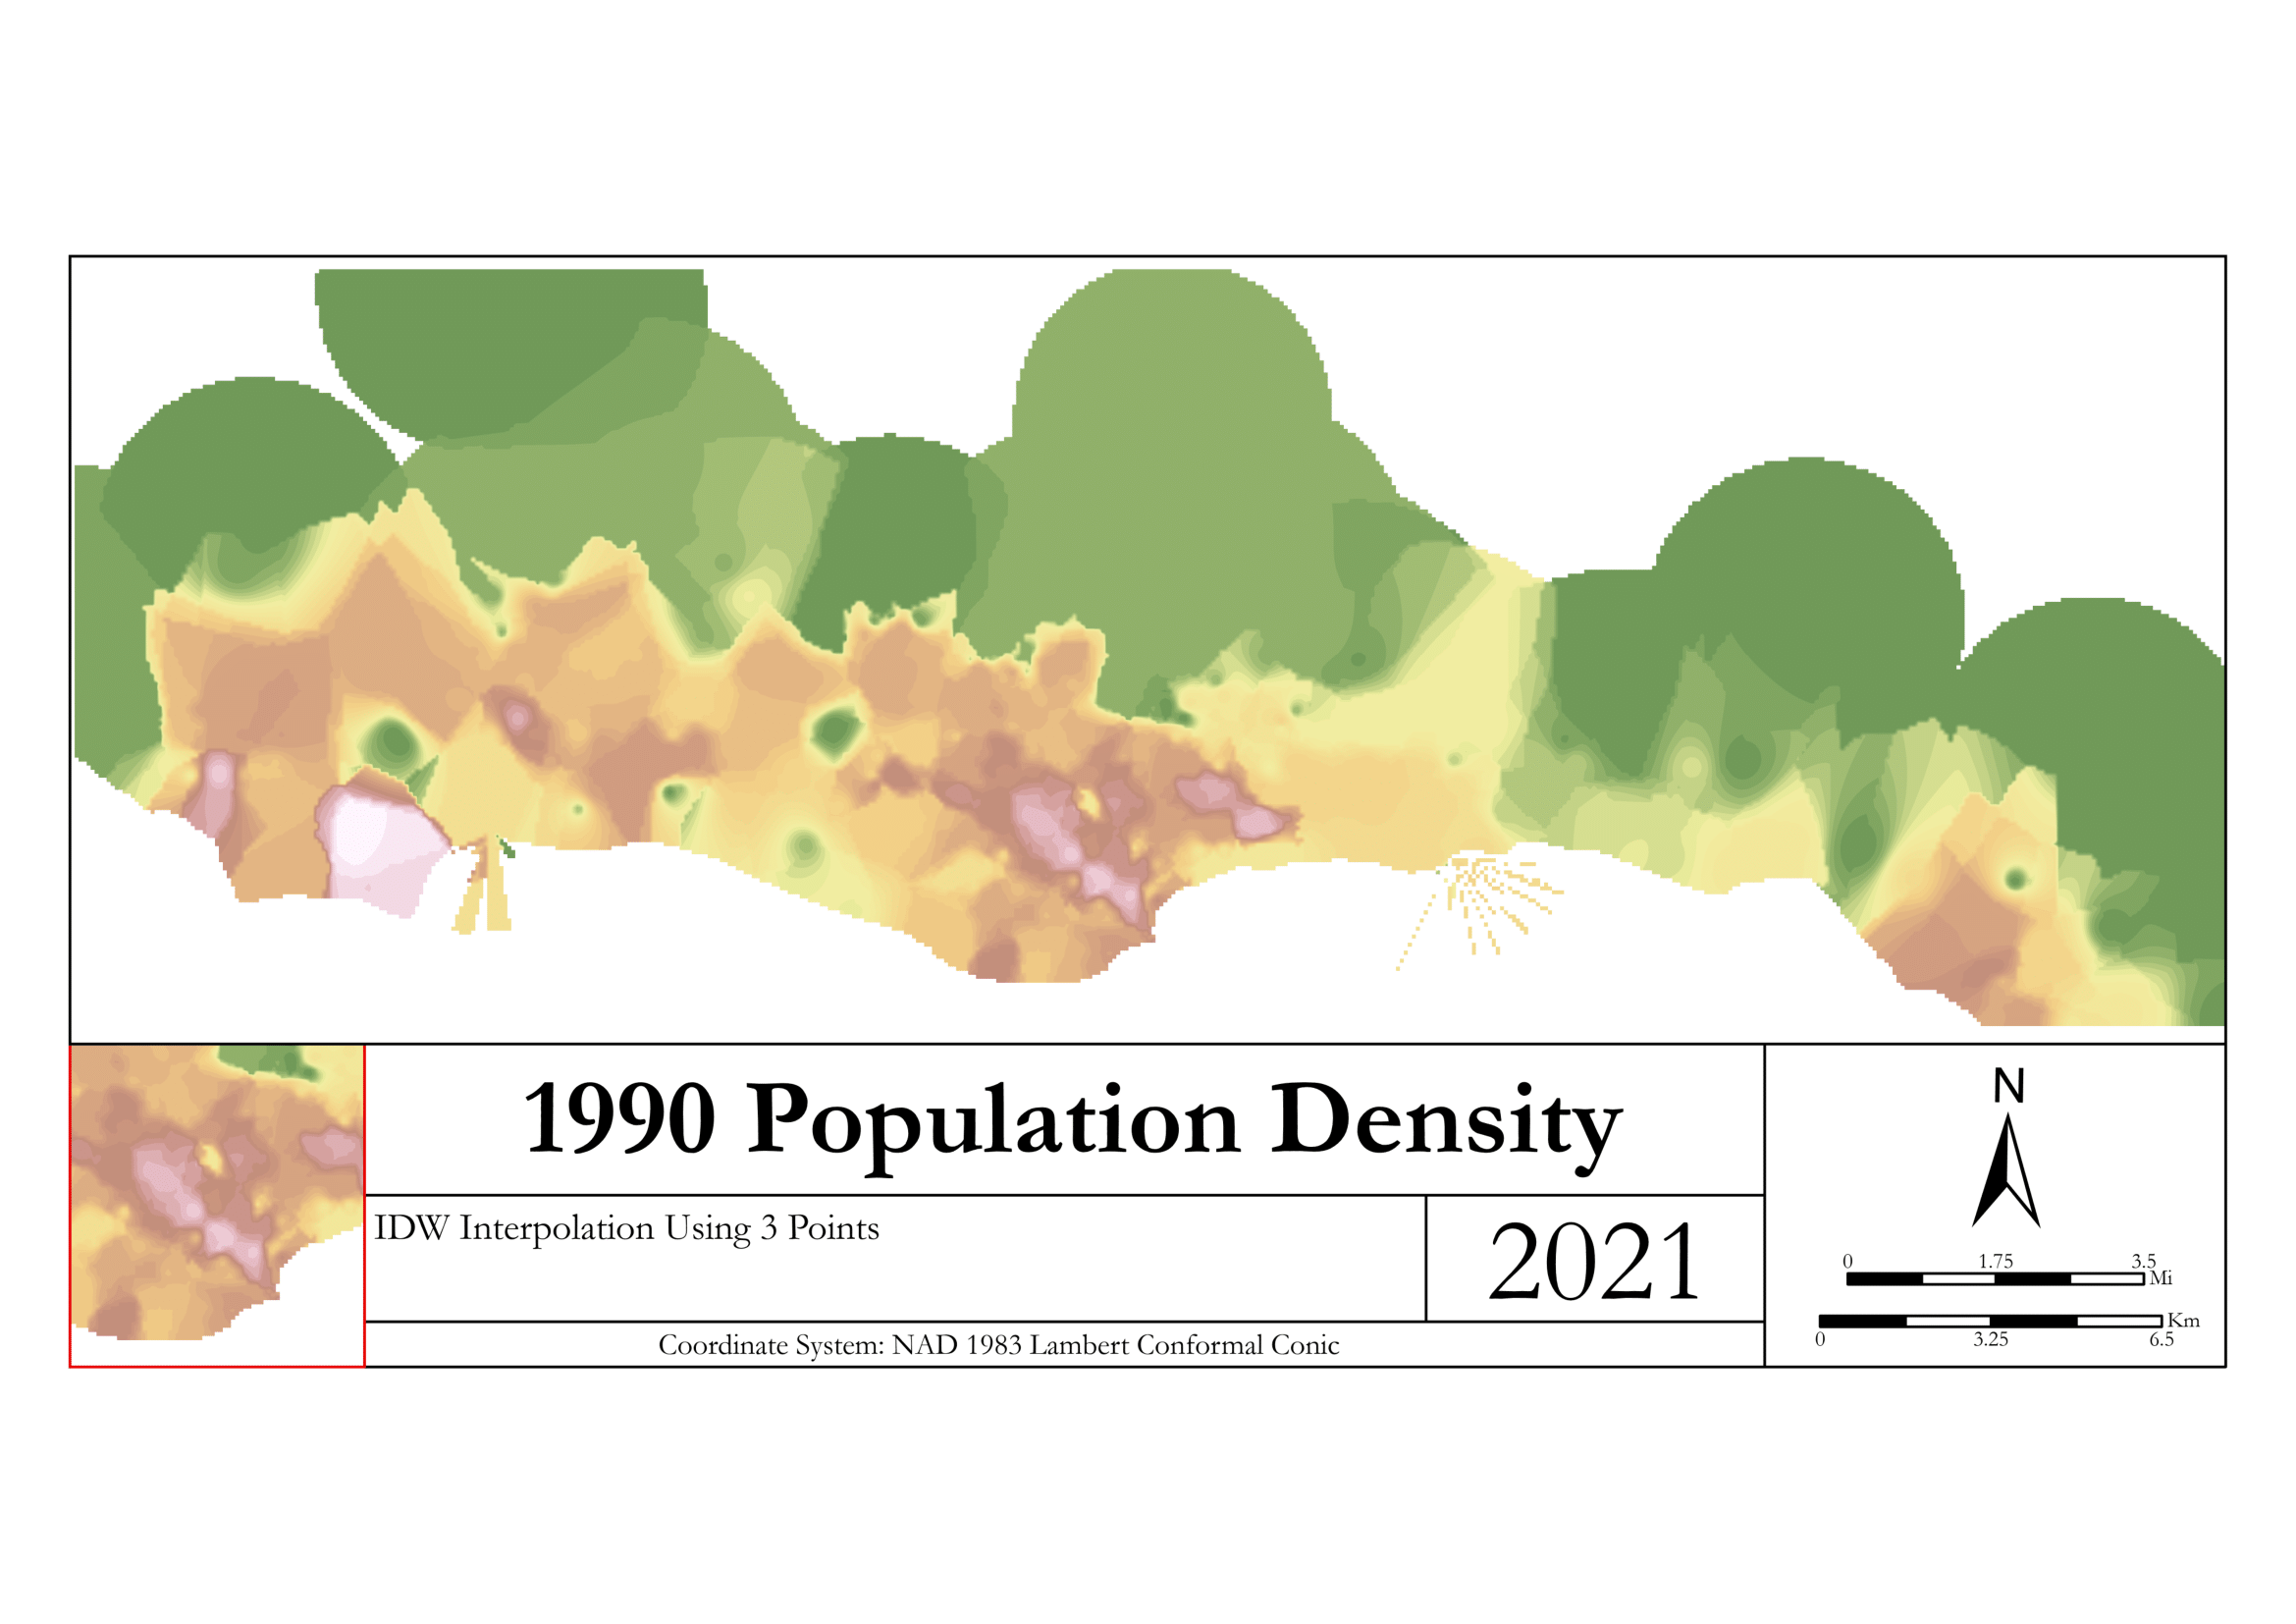 1990 Population Density
IDW Interpolation Using 3 Points
2021
Coordinate System: NAD 1983 Lambert Conformal Conic
N
0 1.75 3.5
Mi
Km
0 3.25 6.5